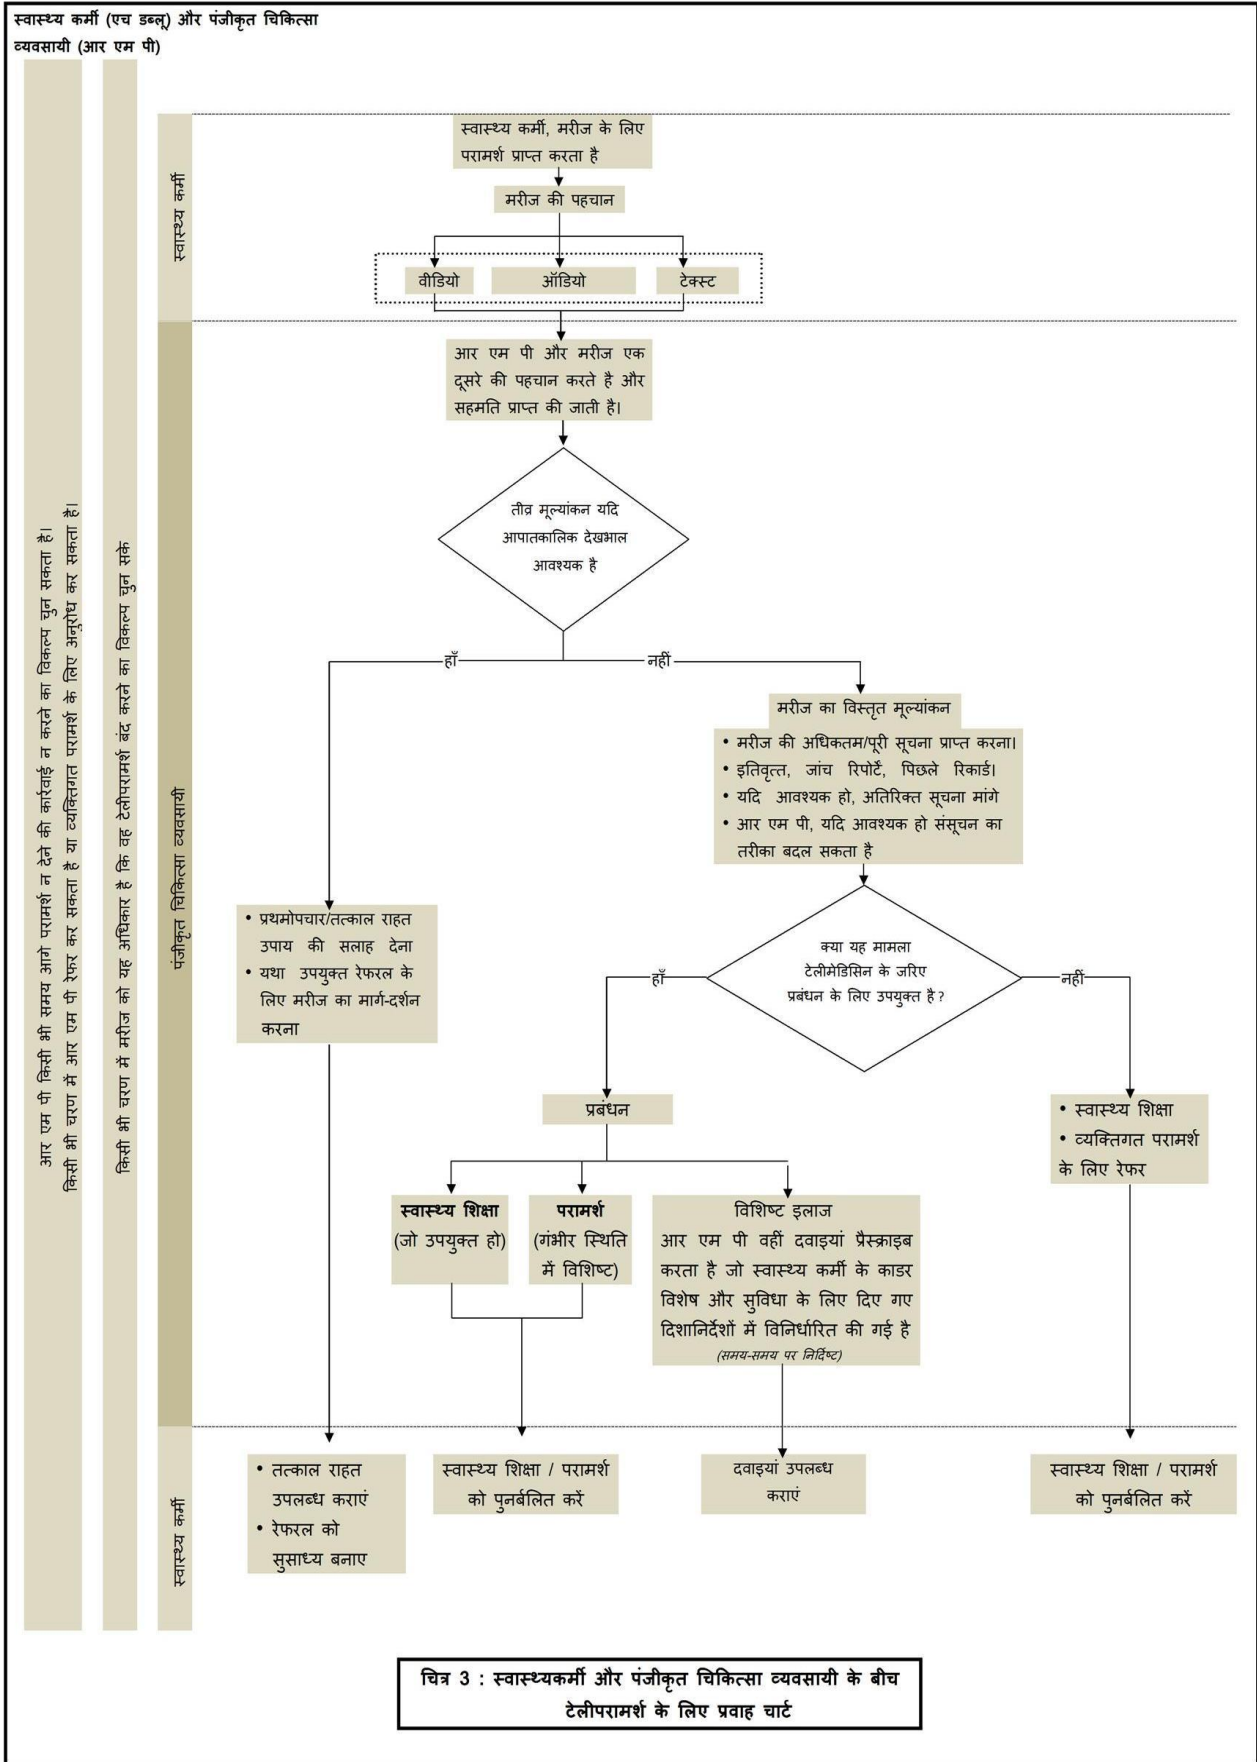 स्वास्थ्य कर्मी (एच डब्लू) और पंजीकृत चिकित्सा
व्यवसायी (आर एम पी)
आर एम पी किसी भी समय आगे परामर्श न देने की कार्रवाई न करने का विकल्प चुन सकता है।
किसी भी चरण में आर एम पी रेफर कर सकता है या व्यक्तिगत परामर्श के लिए अनुरोध कर सकता है।
किसी भी चरण में मरीज को यह अधिकार है कि वह टेलीपरामर्श बंद करने का विकल्प चुन सके
स्वास्थ्य कर्मी
स्वास्थ्य कर्मी, मरीज के लिए
परामर्श प्राप्त करता है
मरीज की पहचान
वीडियो
ऑडियो
टेक्स्ट
पंजीकृत चिकित्सा व्यवसायी
आर एम पी और मरीज एक
दूसरे की पहचान करते है और
सहमति प्राप्त की जाती है।
तीव्र मूल्यांकन यदि
आपातकालिक देखभाल
आवश्यक है
हाँ
नहीं
मरीज का विस्तृत मूल्यांकन
• मरीज की अधिकतम/पूरी सूचना प्राप्त करना।
• इतिवृत्त, जांच रिपोर्टें, पिछले रिकार्ड।
• यदि आवश्यक हो, अतिरिक्त सूचना मांगे
• आर एम पी, यदि आवश्यक हो संसूचन का
तरीका बदल सकता है
• प्रथमोपचार/तत्काल राहत
उपाय की सलाह देना
• यथा उपयुक्त रेफरल के
लिए मरीज का मार्ग-दर्शन
करना
क्या यह मामला
टेलीमेडिसिन के जरिए
प्रबंधन के लिए उपयुक्त है ?
हाँ
नहीं
प्रबंधन
• स्वास्थ्य शिक्षा
• व्यक्तिगत परामर्श
के लिए रेफर
स्वास्थ्य शिक्षा
(जो उपयुक्त हो)
परामर्श
(गंभीर स्थिति
में विशिष्ट)
विशिष्ट इलाज
आर एम पी वहीं दवाइयां प्रैस्क्राइब
करता है जो स्वास्थ्य कर्मी के काडर
विशेष और सुविधा के लिए दिए गए
दिशानिर्देशों में विनिर्धारित की गई है
(समय-समय पर निर्दिष्ट)
स्वास्थ्य कर्मी
• तत्काल राहत
उपलब्ध कराएं
• रेफरल को
सुसाध्य बनाए
स्वास्थ्य शिक्षा / परामर्श
को पुनर्बलित करें
दवाइयां उपलब्ध
कराएं
स्वास्थ्य शिक्षा / परामर्श
को पुनर्बलित करें
चित्र 3 : स्वास्थ्यकर्मी और पंजीकृत चिकित्सा व्यवसायी के बीच
टेलीपरामर्श के लिए प्रवाह चार्ट